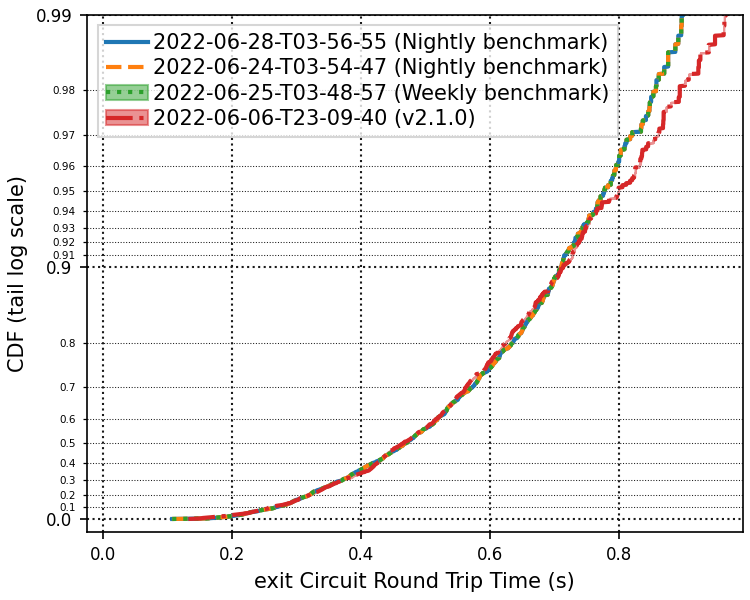 2022-06-28-T03-56-55 (Nightly benchmark)
2022-06-24-T03-54-47 (Nightly benchmark)
2022-06-25-T03-48-57 (Weekly benchmark)
2022-06-06-T23-09-40 (v2.1.0)
CDF (tail log scale)
0.99
0.98
0.97
0.96
0.95
0.94
0.93
0.92
0.91
0.9
0.8
0.7
0.6
0.5
0.4
0.3
0.2
0.1
0.0
0.0 0.2 0.4 0.6 0.8
exit Circuit Round Trip Time (s)